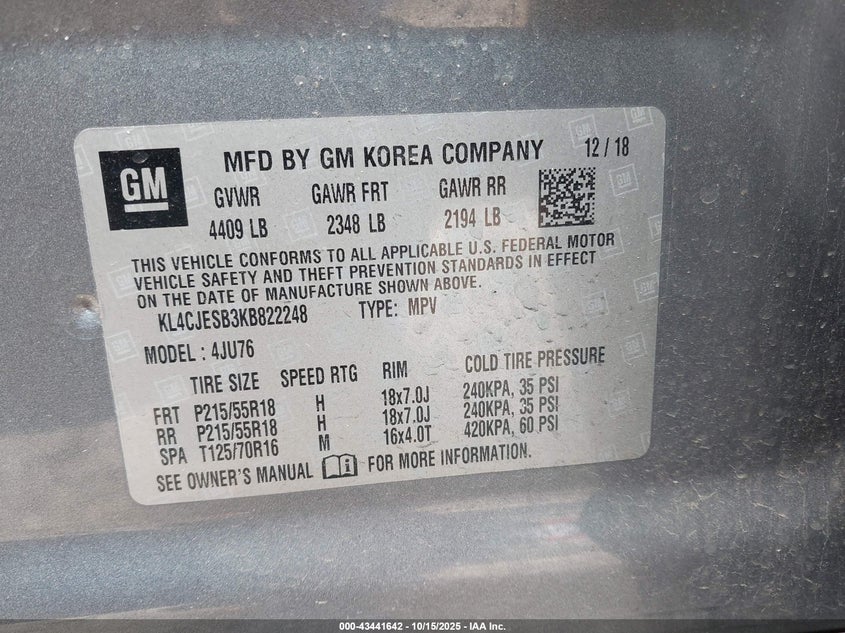 GM
MFD BY GM KOREA COMPANY 12/18
GVWR GAWR FRT GAWR RR
4409 LB 2348 LB 2194 LB
THIS VEHICLE CONFORMS TO ALL APPLICABLE U.S. FEDERAL MOTOR
VEHICLE SAFETY AND THEFT PREVENTION STANDARDS IN EFFECT
ON THE DATE OF MANUFACTURE SHOWN ABOVE.
KL4CJESB3KB822248 TYPE: MPV
MODEL : 4JU76
TIRE SIZE SPEED RTG RIM COLD TIRE PRESSURE
FRT P215/55R18 H 18x7.0J 240KPA, 35 PSI
RR P215/55R18 H 18x7.0J 240KPA, 35 PSI
SPA T125/70R16 M 16x4.0T 420KPA, 60 PSI
SEE OWNER'S MANUAL FOR MORE INFORMATION.
000-43441642 - 10/15/2025 - IAA Inc.